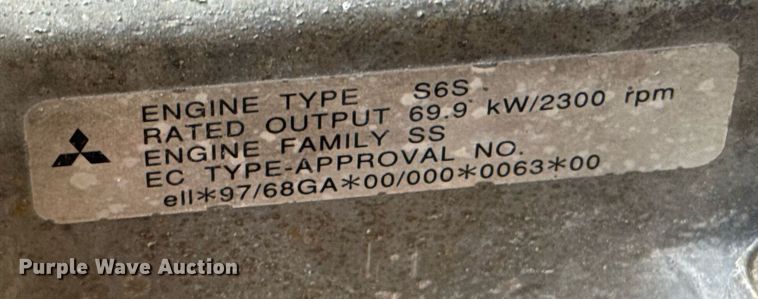 ENGINE TYPE S6S
RATED OUTPUT 69.9 kW/2300 rpm
ENGINE FAMILY SS
EC TYPE-APPROVAL NO.
ell*97/68GA*00/000*0063*00
Purple Wave Auction